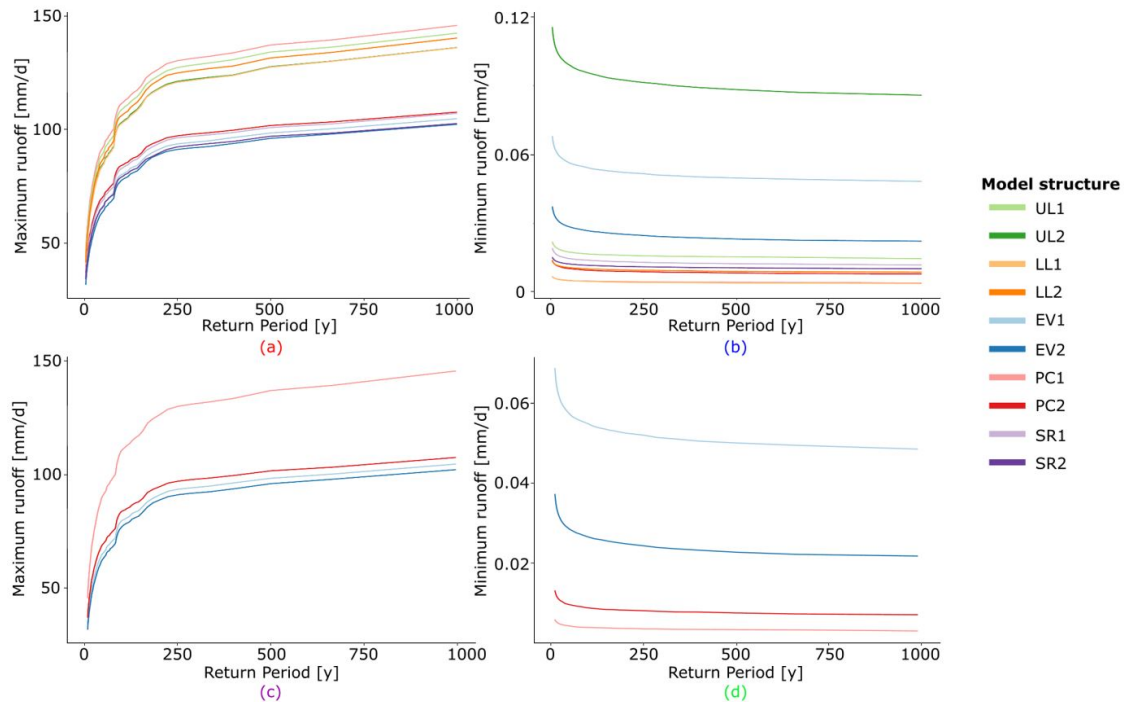 150
100
50
Maximum runoff [mm/d]
0
250
500
750
1000
Return Period [y]
(a)
0.12
0.06
0
Minimum runoff [mm/d]
0
250
500
750
1000
Return Period [y]
(b)
150
100
50
Maximum runoff [mm/d]
0
250
500
750
1000
Return Period [y]
(c)
0.06
0.04
0.02
Minimum runoff [mm/d]
0
250
500
750
1000
Return Period [y]
(d)
Model structure
UL1
UL2
LL1
LL2
EV1
EV2
PC1
PC2
SR1
SR2